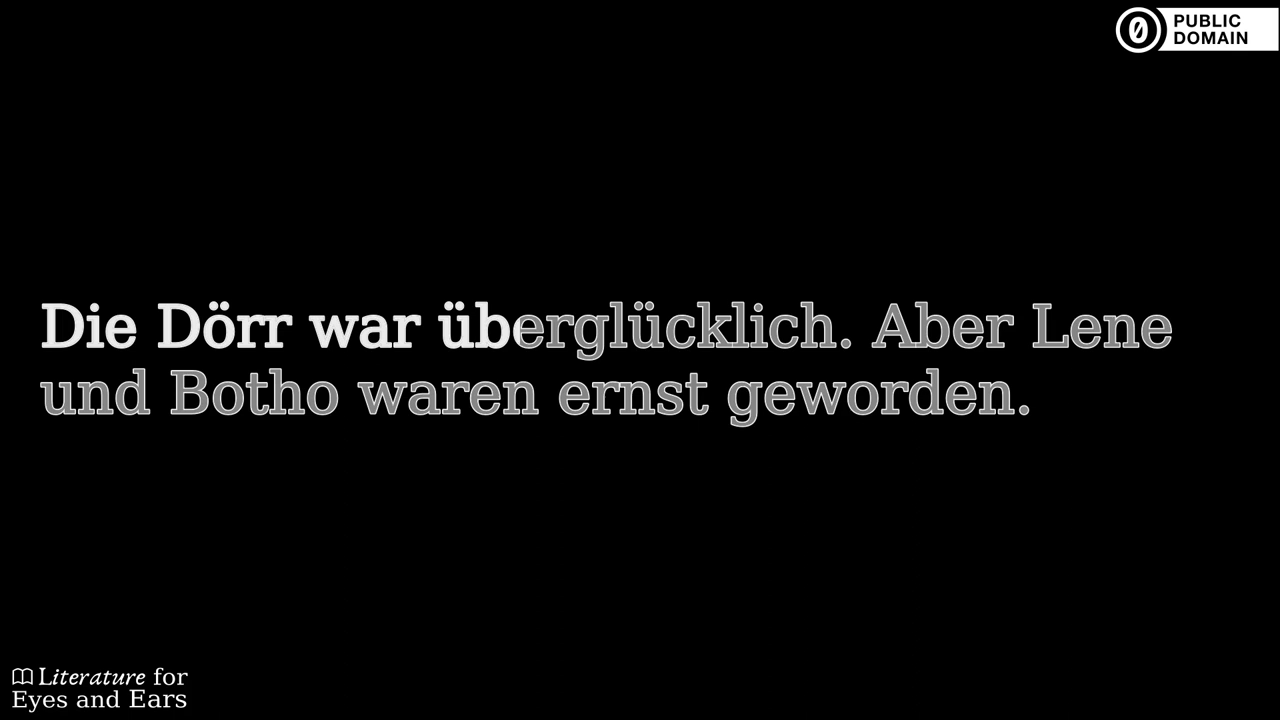 PUBLIC
DOMAIN
Die Dörr war überglücklich. Aber Lene
und Botho waren ernst geworden.
Literature for
Eyes and Ears